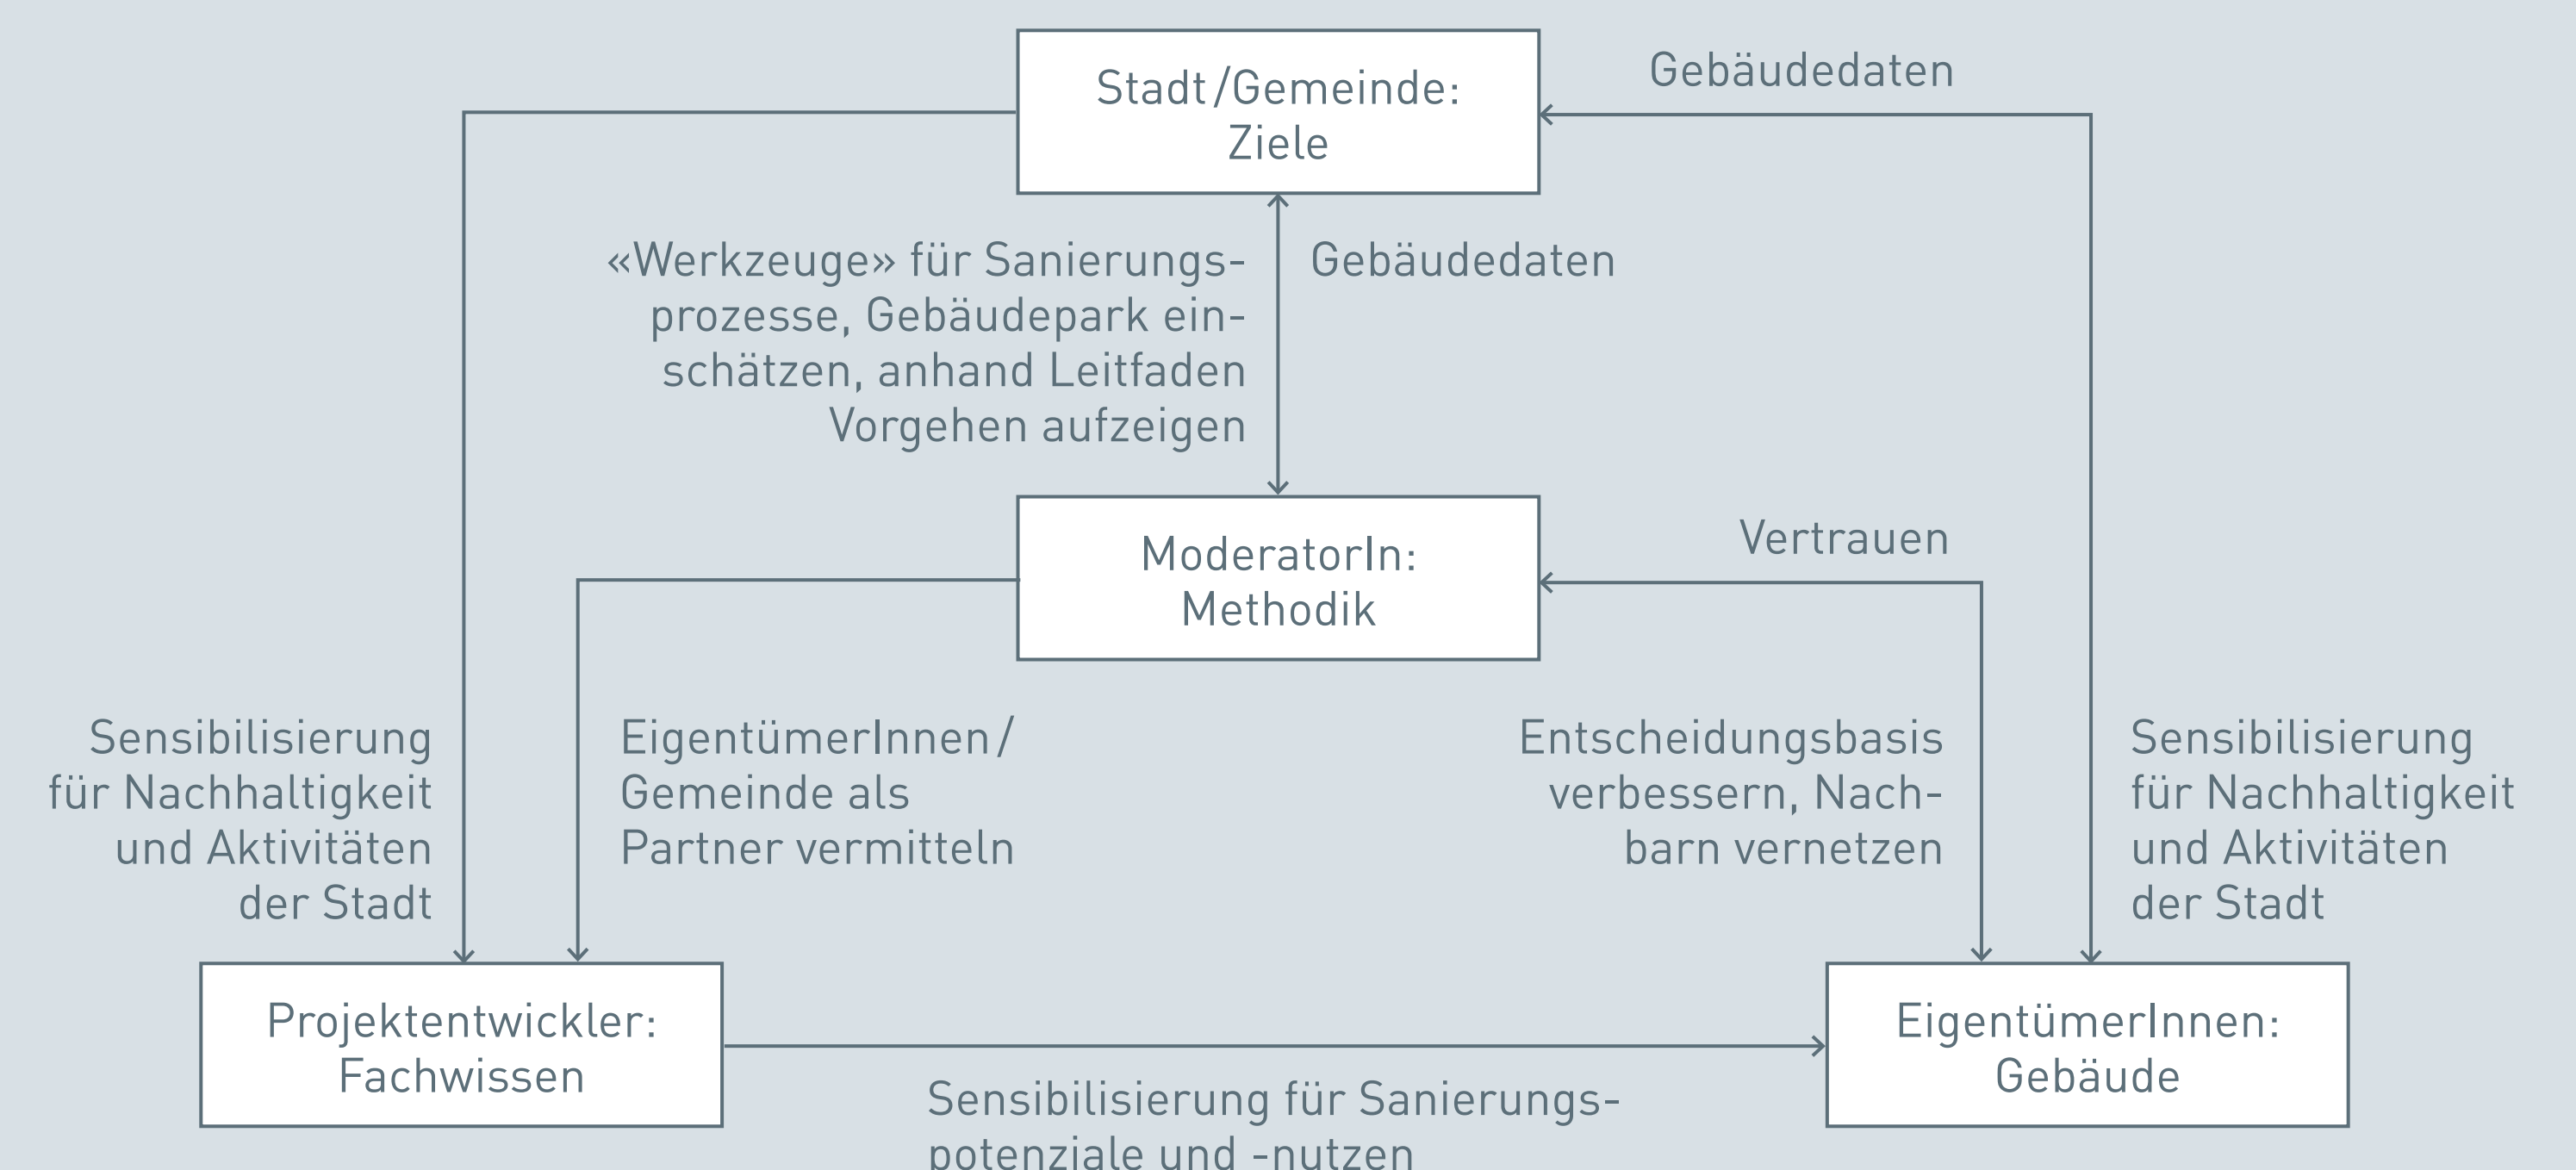 Stadt/Gemeinde:
Ziele
Gebäudedaten
«Werkzeuge» für Sanierungs-
prozesse, Gebäudepark ein-
schätzen, anhand Leitfaden
Vorgehen aufzeigen
Gebäudedaten
ModeratorIn:
Methodik
Vertrauen
Sensibilisierung
für Nachhaltigkeit
und Aktivitäten
der Stadt
EigentümerInnen/
Gemeinde als
Partner vermitteln
Entscheidungsbasis
verbessern, Nach-
barn vernetzen
Sensibilisierung
für Nachhaltigkeit
und Aktivitäten
der Stadt
Projektentwickler:
Fachwissen
EigentümerInnen:
Gebäude
Sensibilisierung für Sanierungs-
potenziale und -nutzen